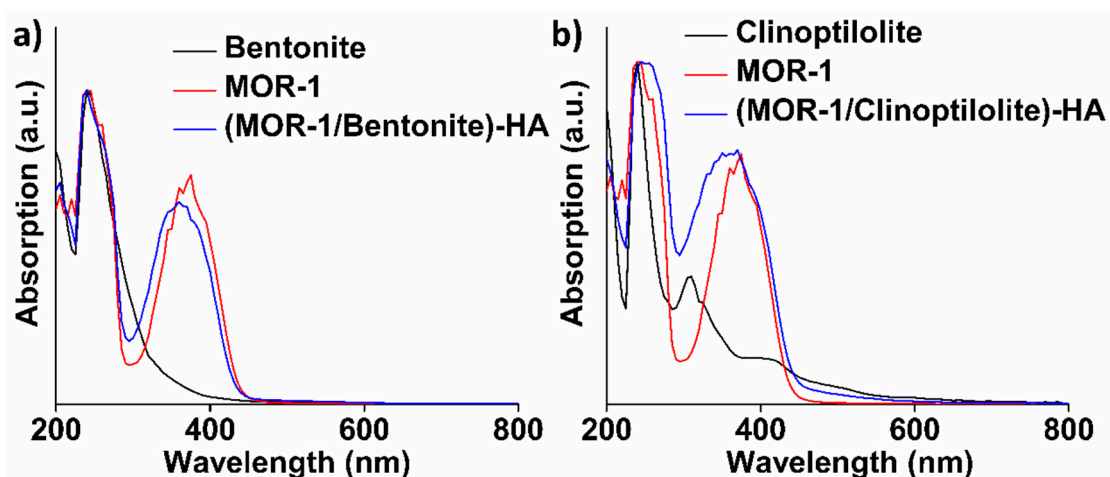 a)
Bentonite
MOR-1
(MOR-1/Bentonite)-HA
Absorption (a.u.)
200
400
600
800
Wavelength (nm)
b)
Clinoptilolite
MOR-1
(MOR-1/Clinoptilolite)-HA
Absorption (a.u.)
200
400
600
800
Wavelength (nm)